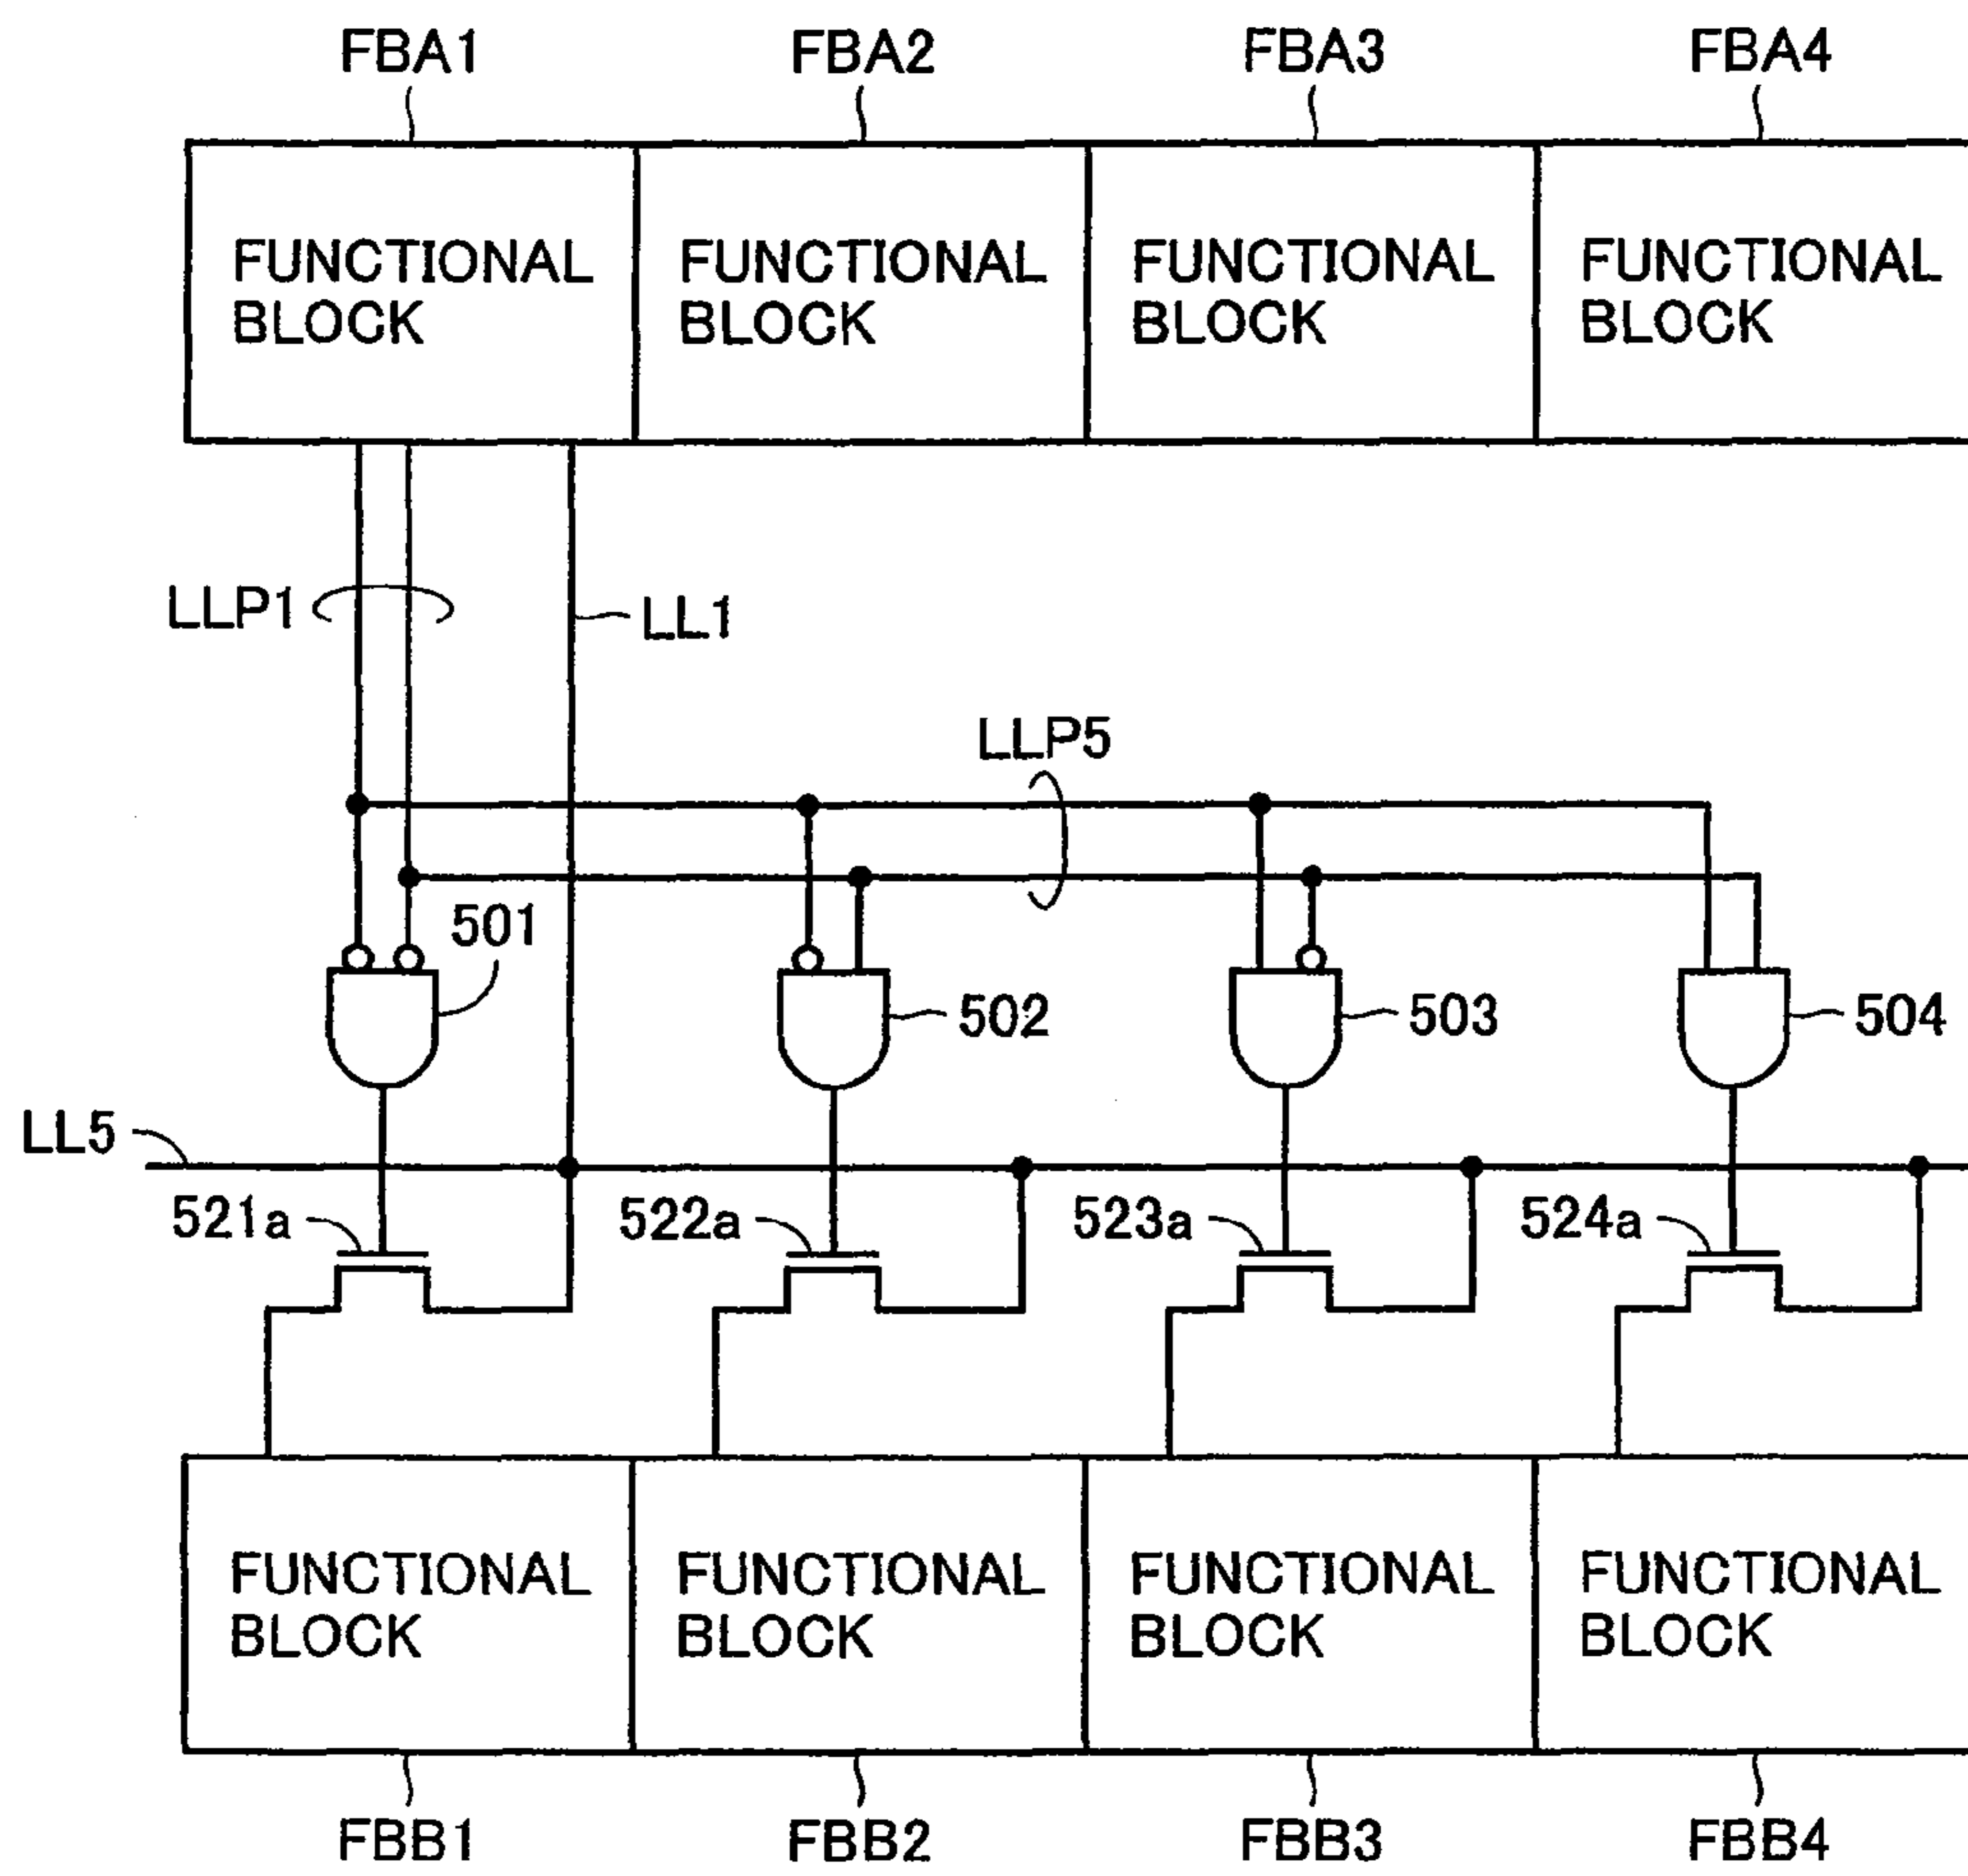 FBA1 FBA2 FBA3 FBA4
FUNCTIONAL BLOCK
FUNCTIONAL BLOCK
FUNCTIONAL BLOCK
FUNCTIONAL BLOCK
LLP1
LL1
LLP5
501
502
503
504
LL5
521a
522a
523a
524a
FUNCTIONAL BLOCK
FUNCTIONAL BLOCK
FUNCTIONAL BLOCK
FUNCTIONAL BLOCK
FBB1 FBB2 FBB3 FBB4